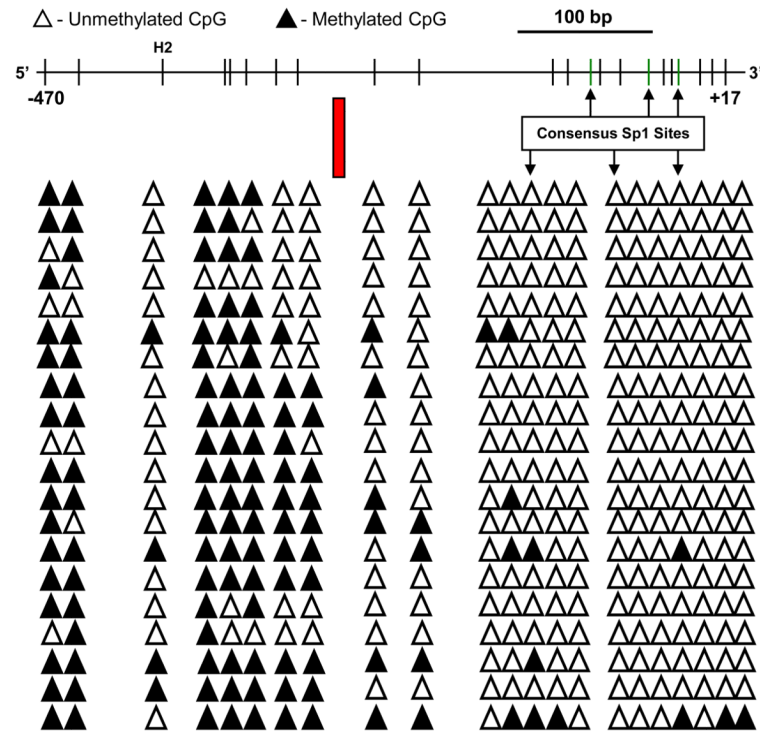 - Unmethylated CpG
- Methylated CpG
100 bp
H2
5’
3’
-470
+17
Consensus Sp1 Sites